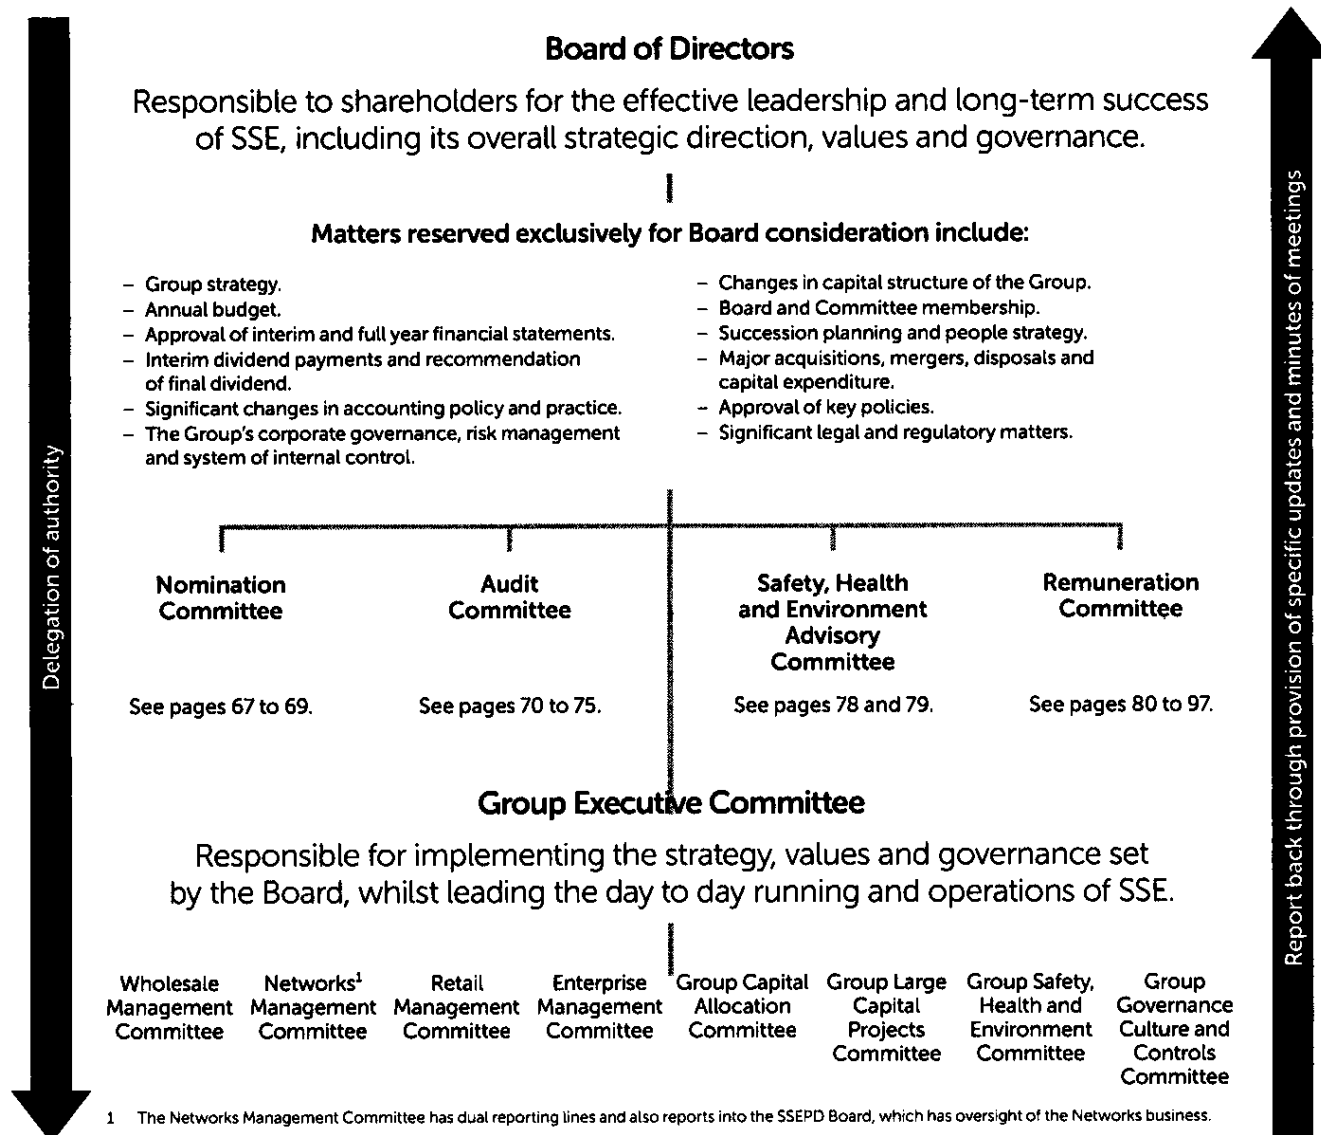 Board of Directors
Responsible to shareholders for the effective leadership and long-term success
of SSE, including its overall strategic direction, values and governance.
Matters reserved exclusively for Board consideration include:
– Group strategy.
– Annual budget.
– Approval of interim and full year financial statements.
– Interim dividend payments and recommendation
of final dividend.
– Significant changes in accounting policy and practice.
– The Group's corporate governance, risk management
and system of internal control.
– Changes in capital structure of the Group.
– Board and Committee membership.
– Succession planning and people strategy.
– Major acquisitions, mergers, disposals and
capital expenditure.
– Approval of key policies.
– Significant legal and regulatory matters.
Delegation of authority
Report back through provision of specific updates and minutes of meetings
Nomination
Committee
See pages 67 to 69.
Audit
Committee
See pages 70 to 75.
Safety, Health
and Environment
Advisory
Committee
See pages 78 and 79.
Remuneration
Committee
See pages 80 to 97.
Group Executive Committee
Responsible for implementing the strategy, values and governance set
by the Board, whilst leading the day to day running and operations of SSE.
Wholesale
Management
Committee
Networks¹
Management
Committee
Retail
Management
Committee
Enterprise
Management
Committee
Group Capital
Allocation
Committee
Group Large
Capital
Projects
Committee
Group Safety,
Health and
Environment
Committee
Group
Governance
Culture and
Controls
Committee
1 The Networks Management Committee has dual reporting lines and also reports into the SSEPD Board, which has oversight of the Networks business.